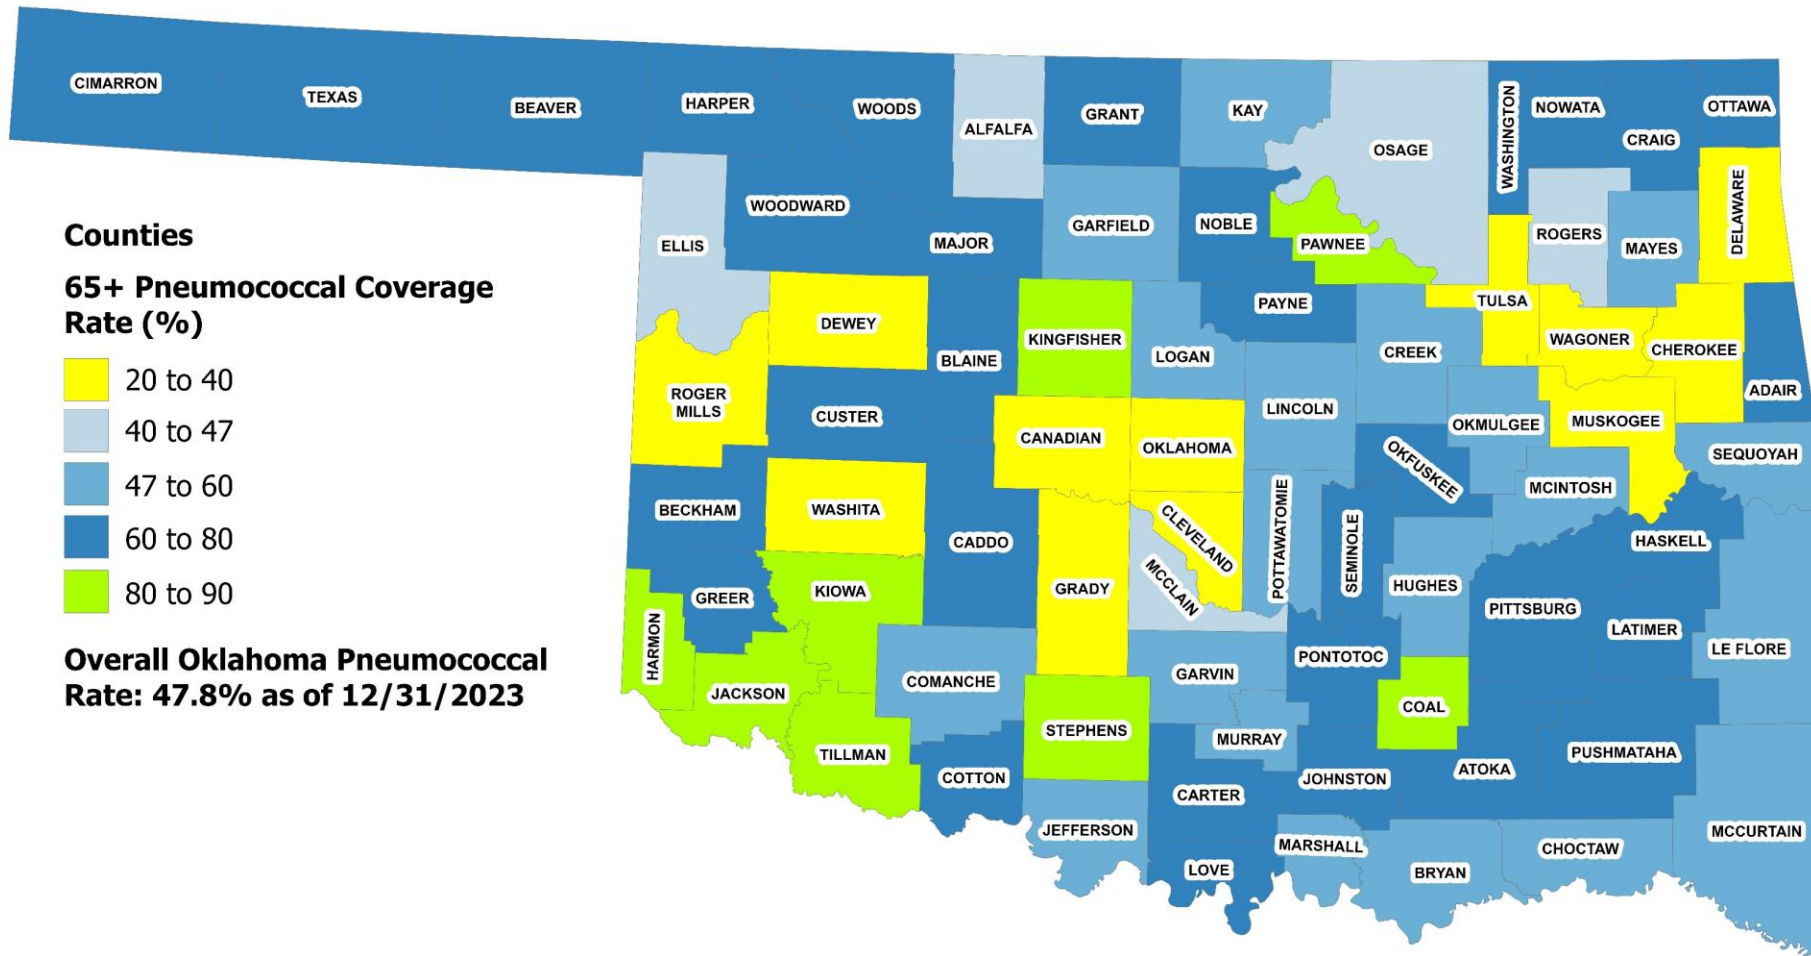 CIMARRON
TEXAS
BEAVER
HARPER
WOODS
ALFALFA
GRANT
KAY
OSAGE
WASHINGTON
NOWATA
CRAIG
OTTAWA
DELAWARE
ELLIS
WOODWARD
MAJOR
GARFIELD
NOBLE
PAWNEE
ROGERS
MAYES
Counties
65+ Pneumococcal Coverage
Rate (%)
20 to 40
40 to 47
47 to 60
60 to 80
80 to 90
Overall Oklahoma Pneumococcal
Rate: 47.8% as of 12/31/2023
DEWEY
BLAINE
KINGFISHER
LOGAN
PAYNE
CREEK
TULSA
WAGONER
CHEROKEE
ADAIR
ROGER
MILLS
CUSTER
CANADIAN
OKLAHOMA
LINCOLN
OKMULGEE
MUSKOGEE
SEQUOYAH
BECKHAM
WASHITA
CADDO
GRADY
CLEVELAND
MCCLAIN
POTTAWATOMIE
SEMINOLE
OKFUSKEE
MCINTOSH
HASKELL
HARMON
GREER
KIOWA
HUGHES
PITTSBURG
LATIMER
LE FLORE
JACKSON
COMANCHE
GARVIN
PONTOTOC
COAL
TILLMAN
COTTON
STEPHENS
MURRAY
JOHNSTON
ATOKA
PUSHMATAHA
CARTER
JEFFERSON
LOVE
MARSHALL
BRYAN
CHOCTAW
MCCURTAIN